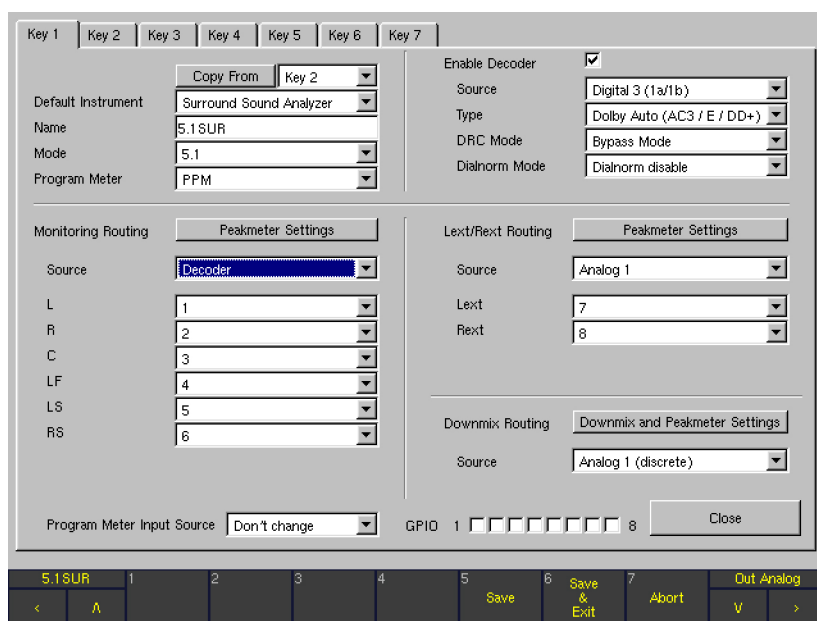 Key 1 Key 2 Key 3 Key 4 Key 5 Key 6 Key 7
Copy From Key 2
Default Instrument Surround Sound Analyzer
Name 5.1SUR
Mode 5.1
Program Meter PPM
Enable Decoder
Source Digital 3 (1a/1b)
Type Dolby Auto (AC3 / E / DD+)
DRC Mode Bypass Mode
Dialnorm Mode Dialnorm disable
Monitoring Routing Peakmeter Settings
Source Decoder
L 1
R 2
C 3
LF 4
LS 5
RS 6
Lext/Rext Routing Peakmeter Settings
Source Analog 1
Lext 7
Rext 8
Downmix Routing Downmix and Peakmeter Settings
Source Analog 1 (discrete)
Program Meter Input Source Don't change
GPIO 1 8
Close
5.1SUR 1 2 3 4 5 6 7 Out Analog
< Λ Save Save & Exit Abort V >